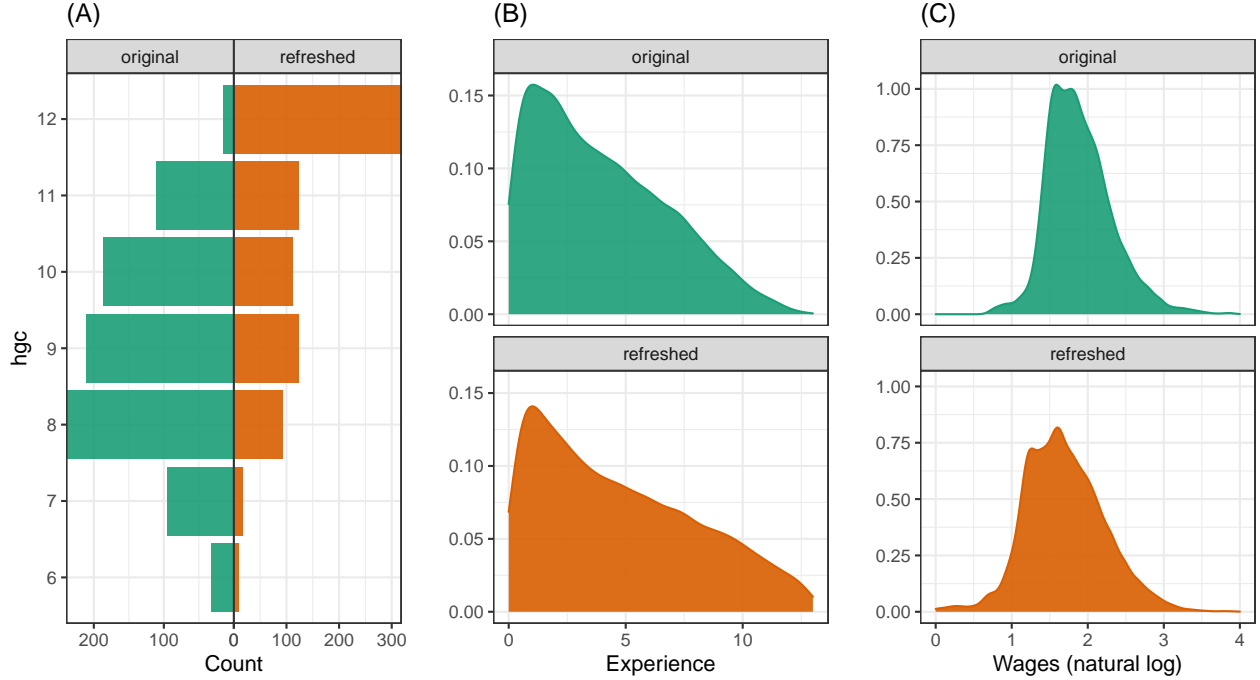 (A)
original refreshed
12
11
10
9
8
7
6
hgc
200 100 0 0 100 200 300
Count
(B)
original
0.15
0.10
0.05
0.00
refreshed
0.15
0.10
0.05
0.00
0 5 10
Experience
(C)
original
1.00
0.75
0.50
0.25
0.00
refreshed
1.00
0.75
0.50
0.25
0.00
0 1 2 3 4
Wages (natural log)